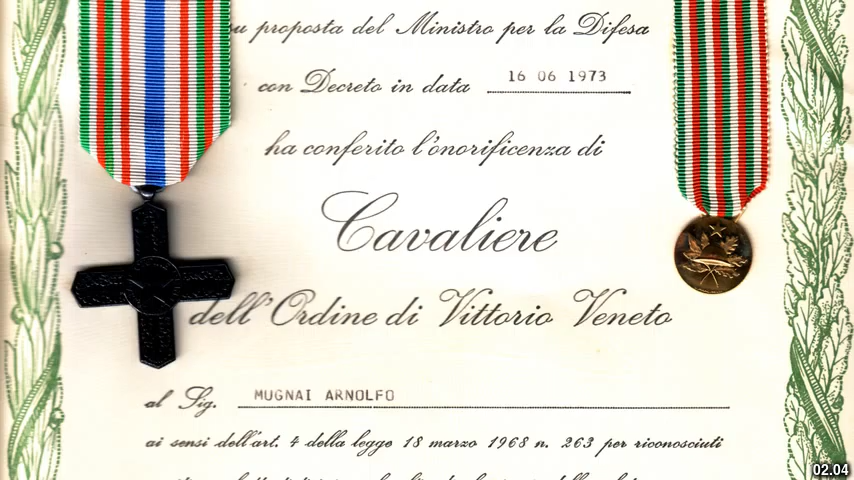 su proposta del Ministro per la Difesa
con Decreto in data 16 06 1973
ha conferito l'onorificenza di
Cavaliere
dell'Ordine di Vittorio Veneto
al Sig. MUGNAI ARNOLFO
ai sensi dell'art. 4 della legge 18 marzo 1968 n. 263 per riconosciuti
02.04